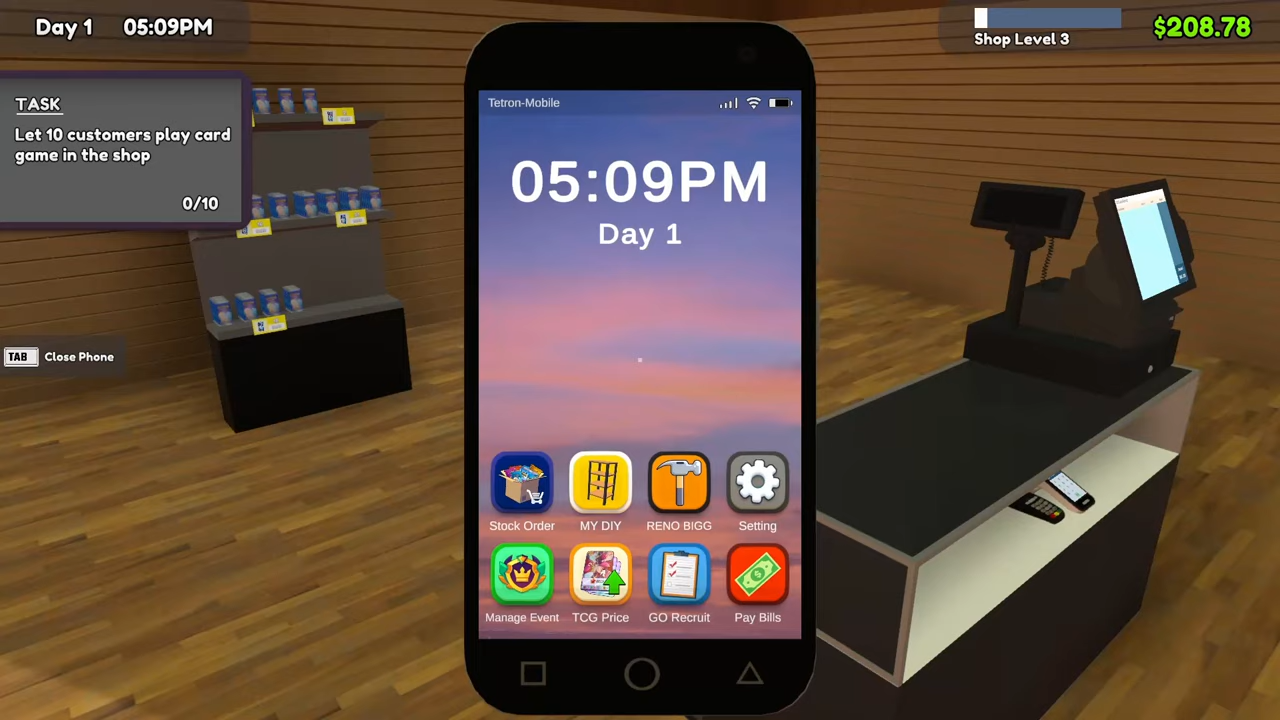 Day 1 05:09PM
Shop Level 3
$208.78
TASK
Let 10 customers play card
game in the shop
0/10
TAB Close Phone
Tetron-Mobile
05:09PM
Day 1
Stock Order MY DIY RENO BIGG Setting
Manage Event TCG Price GO Recruit Pay Bills